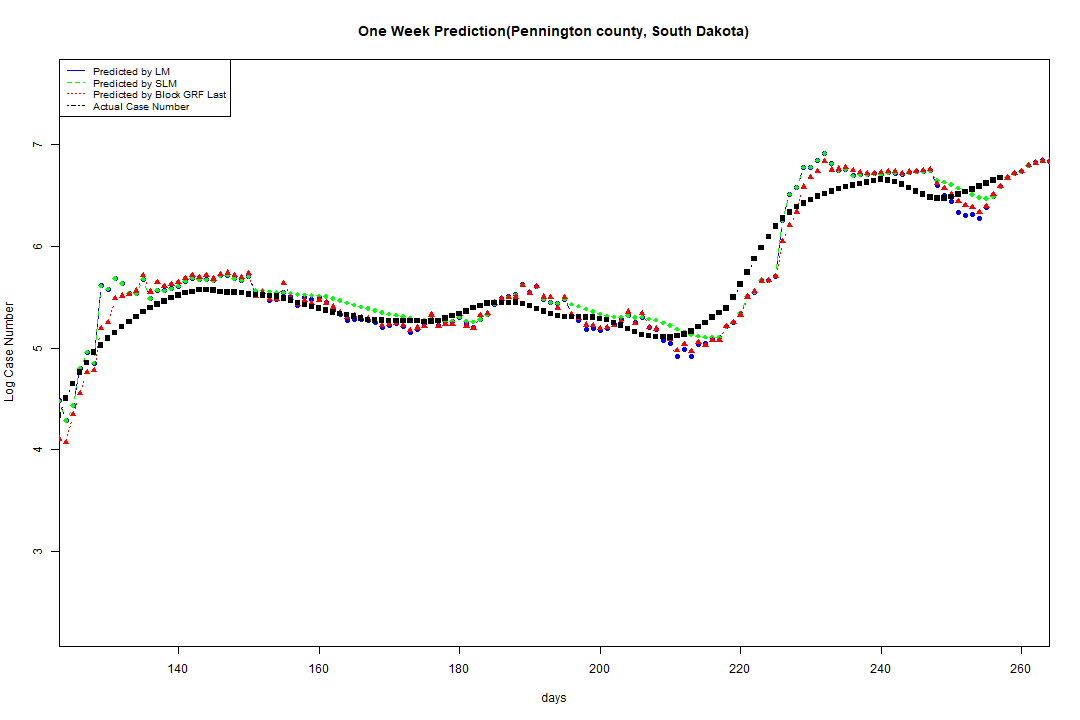 One Week Prediction(Pennington county, South Dakota)
Predicted by LM
Predicted by SLM
Predicted by Block GRF Last
Actual Case Number
7
6
5
4
3
Log Case Number
140 160 180 200 220 240 260
days